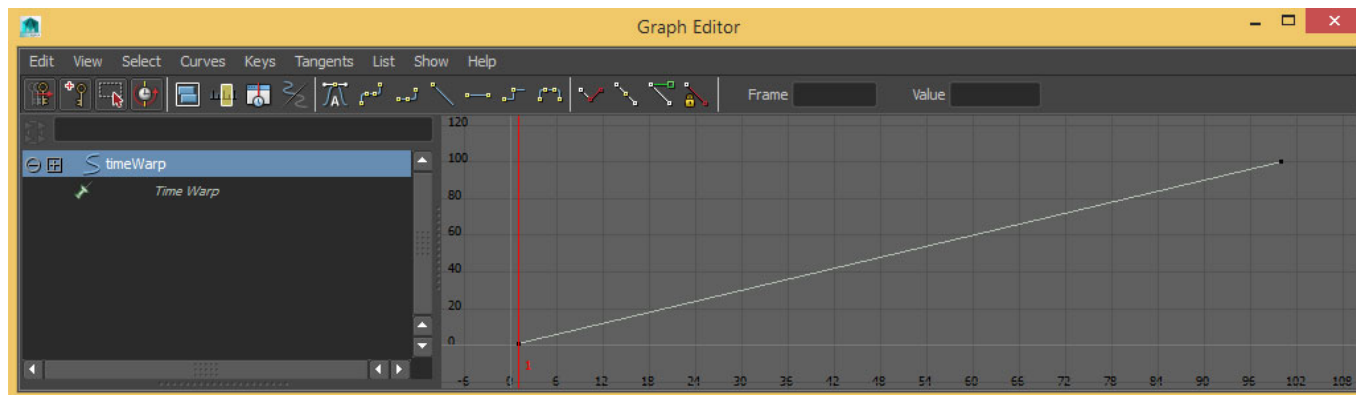 Graph Editor
Edit View Select Curves Keys Tangents List Show Help
Frame Value
timeWarp
Time Warp
120
100
80
60
40
20
0
1
-6 0 6 12 18 24 30 36 42 48 54 60 66 72 78 84 90 96 102 108